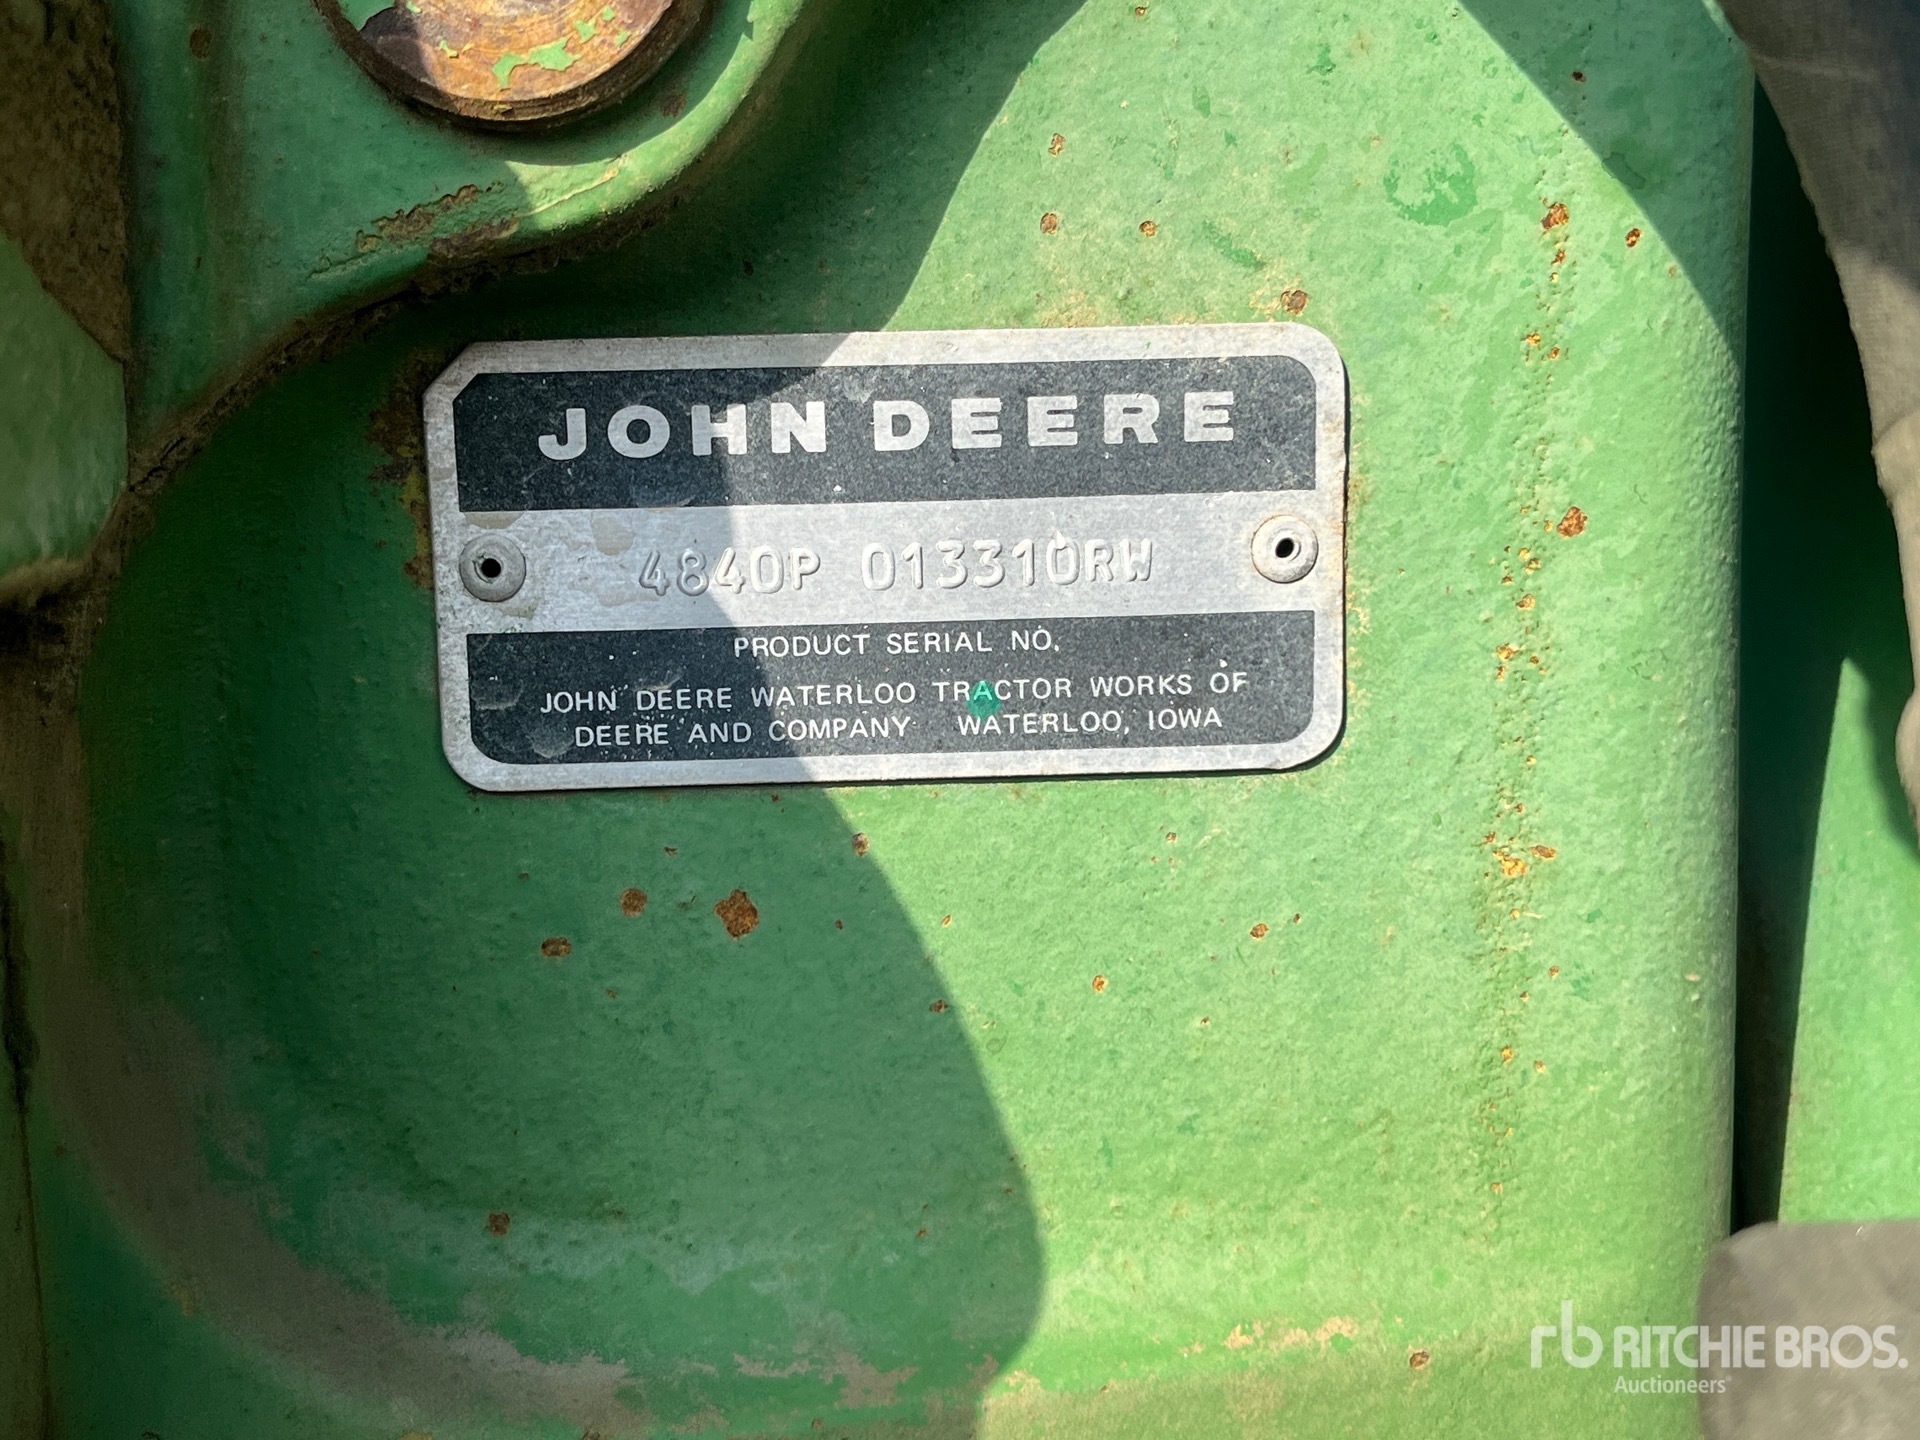 JOHN DEERE
4840P 013310RW
PRODUCT SERIAL NO.
JOHN DEERE WATERLOO TRACTOR WORKS OF
DEERE AND COMPANY WATERLOO, IOWA
rb RITCHIE BROS.
Auctioneers